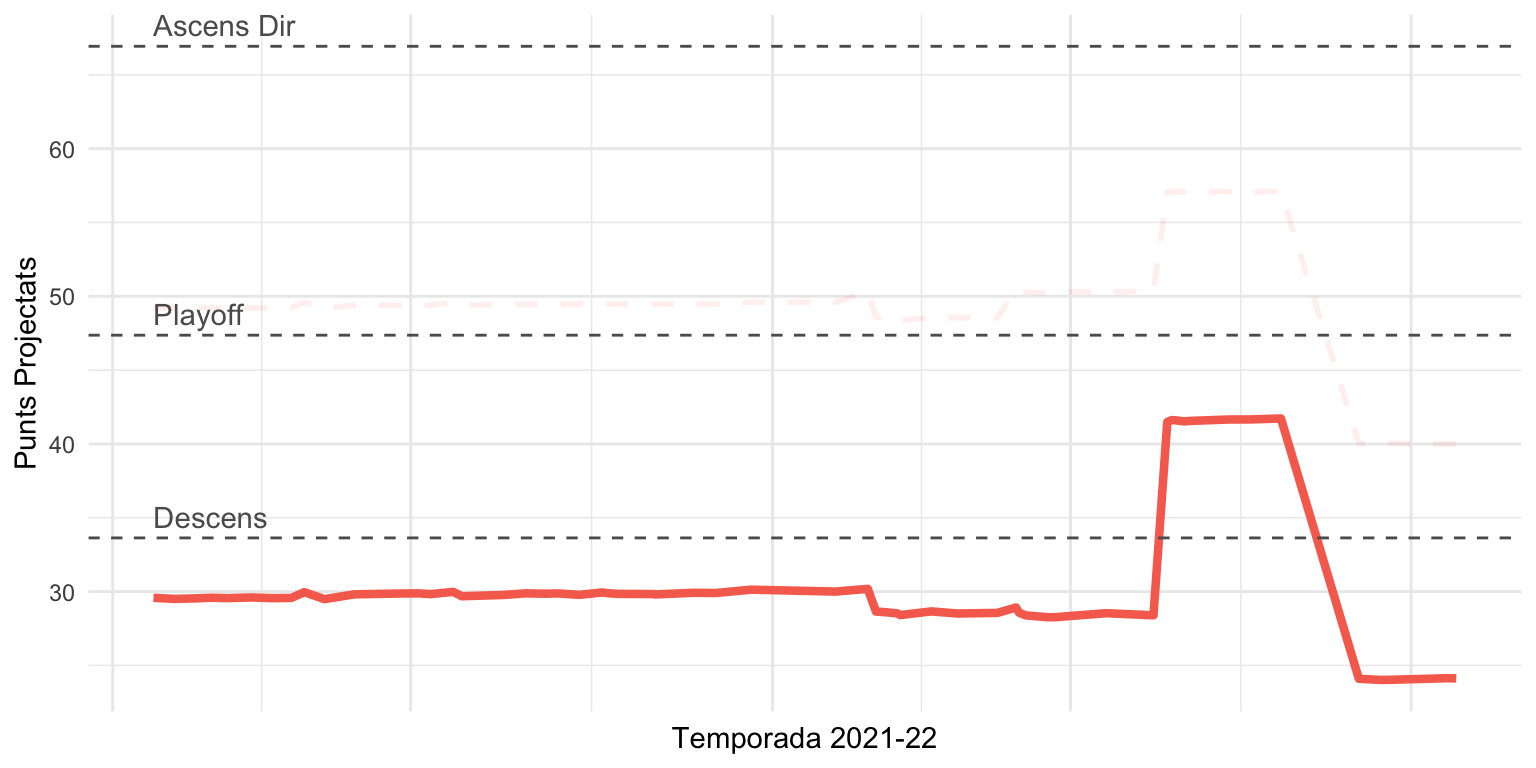 Ascens Dir
60
50
Playoff
40
Descens
30
Punts Projectats
Temporada 2021-22